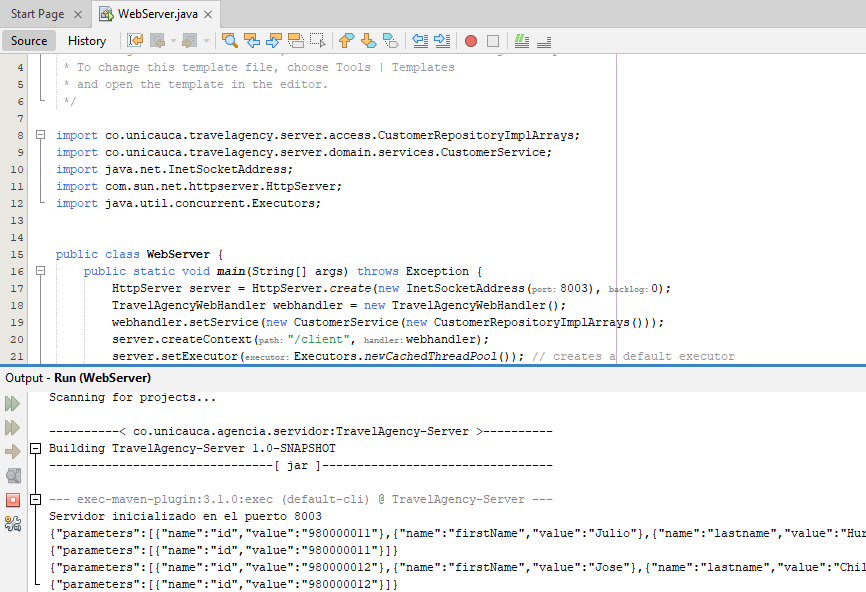 Start Page
WebServer.java
Source
History
4 * To change this template file, choose Tools | Templates
5 * and open the template in the editor.
6 */
7
8 import co.unicauca.travelagency.server.access.CustomerRepositoryImplArrays;
9 import co.unicauca.travelagency.server.domain.services.CustomerService;
10 import java.net.InetSocketAddress;
11 import com.sun.net.httpserver.HttpServer;
12 import java.util.concurrent.Executors;
13
14
15 public class WebServer {
16 public static void main(String[] args) throws Exception {
17 HttpServer server = HttpServer.create(new InetSocketAddress(port: 8003), backlog: 0);
18 TravelAgencyWebHandler webhandler = new TravelAgencyWebHandler();
19 webhandler.setService(new CustomerService(new CustomerRepositoryImplArrays()));
20 server.createContext(path: "/client", handler: webhandler);
21 server.setExecutor(executor: Executors.newCachedThreadPool()); // creates a default executor
Output - Run (WebServer)
Scanning for projects...
----------< co.unicauca.agencia.servidor:TravelAgency-Server >----------
Building TravelAgency-Server 1.0-SNAPSHOT
--------------------------------[ jar ]---------------------------------
--- exec-maven-plugin:3.1.0:exec (default-cli) @ TravelAgency-Server ---
Servidor inicializado en el puerto 8003
{"parameters":[{"name":"id","value":"980000011"},{"name":"firstName","value":"Julio"},{"name":"lastname","value":"Hur
{"parameters":[{"name":"id","value":"980000011"}]}
{"parameters":[{"name":"id","value":"980000012"},{"name":"firstName","value":"Jose"},{"name":"lastname","value":"Chil
{"parameters":[{"name":"id","value":"980000012"}]}